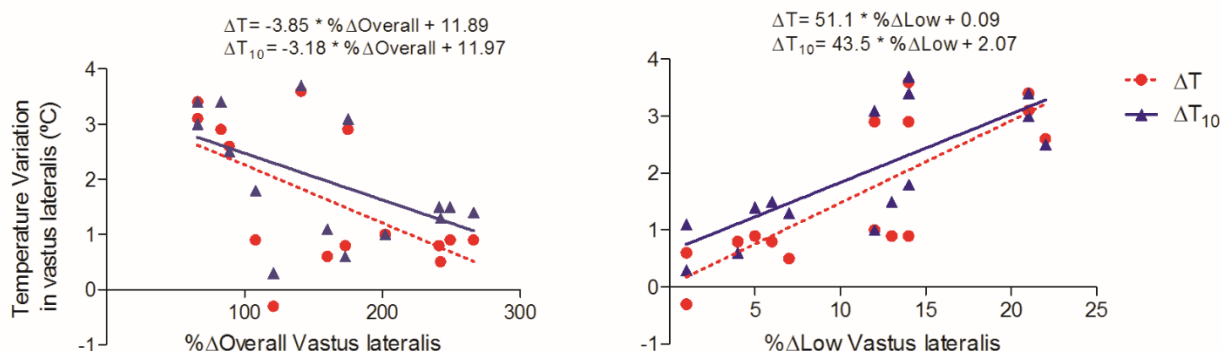 ΔT= -3.85 * %ΔOverall + 11.89
ΔT10= -3.18 * %ΔOverall + 11.97
4
3
2
1
0
-1
100
200
300
Temperature Variation
in vastus lateralis (ºC)
%ΔOverall Vastus lateralis
ΔT= 51.1 * %ΔLow + 0.09
ΔT10= 43.5 * %ΔLow + 2.07
4
3
2
1
0
-1
5
10
15
20
25
%ΔLow Vastus lateralis
ΔT
ΔT10